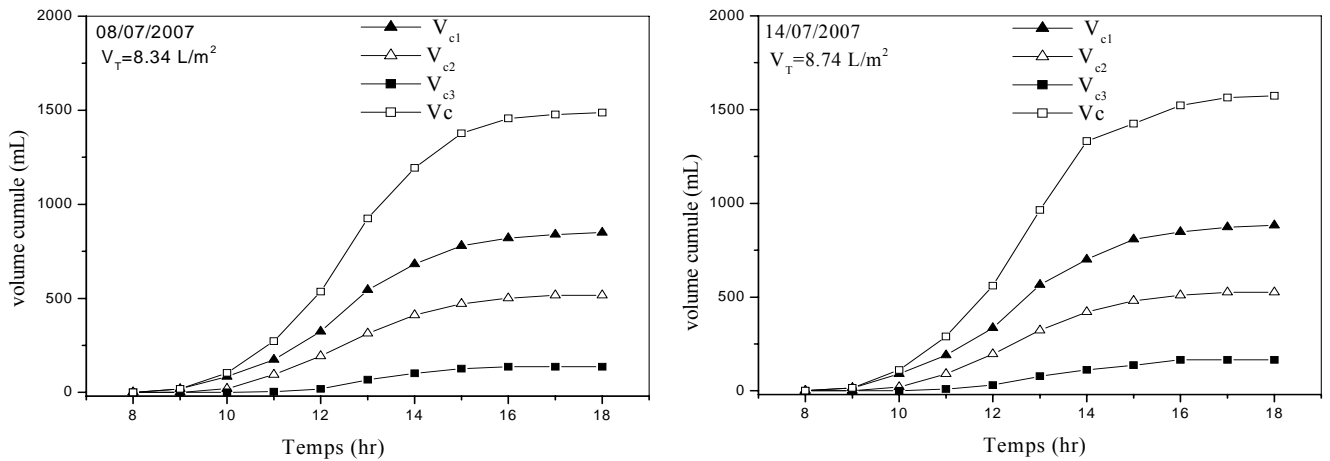 08/07/2007
V_T=8.34 L/m²
V_c1
V_c2
V_c3
Vc
volume cumule (mL)
2000
1500
1000
500
0
8 10 12 14 16 18
Temps (hr)
14/07/2007
V_T=8.74 L/m²
V_c1
V_c2
V_c3
Vc
volume cumule (mL)
2000
1500
1000
500
0
8 10 12 14 16 18
Temps (hr)